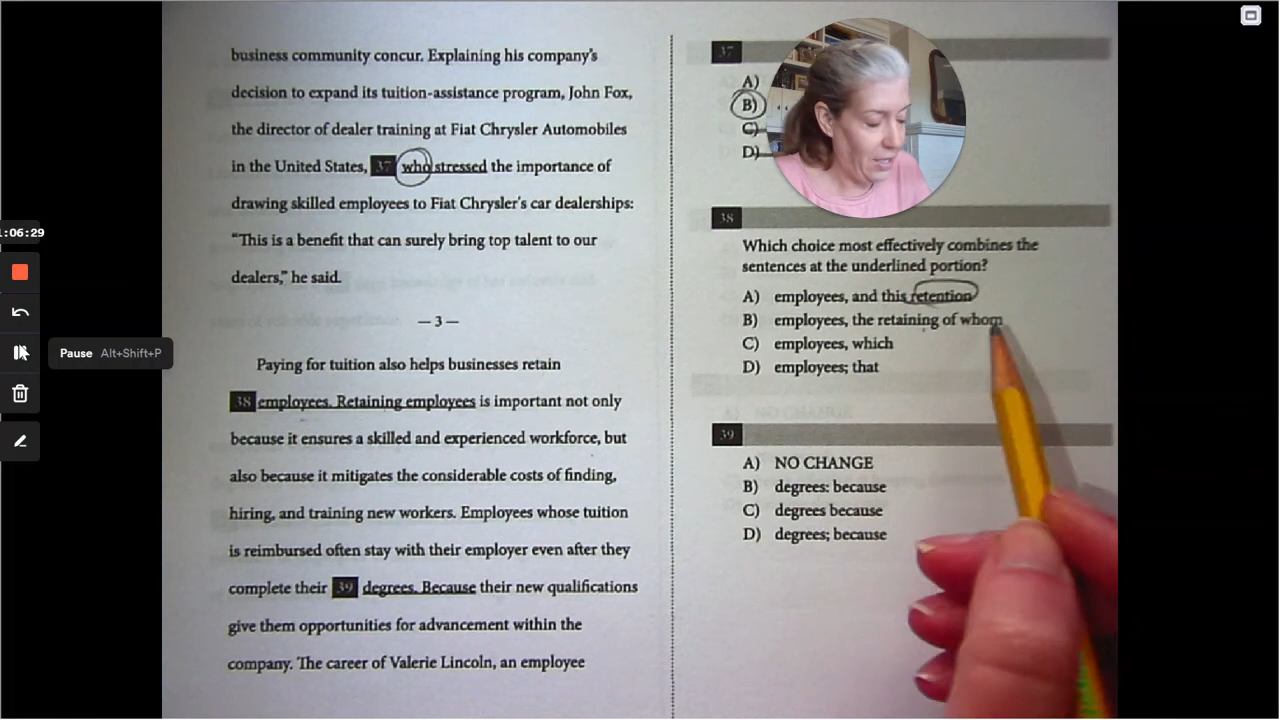 business community concur. Explaining his company's
decision to expand its tuition-assistance program, John Fox,
the director of dealer training at Fiat Chrysler Automobiles
in the United States, 37 who stressed the importance of
drawing skilled employees to Fiat Chrysler's car dealerships:
"This is a benefit that can surely bring top talent to our
dealers," he said.
— 3 —
Paying for tuition also helps businesses retain
38 employees. Retaining employees is important not only
because it ensures a skilled and experienced workforce, but
also because it mitigates the considerable costs of finding,
hiring, and training new workers. Employees whose tuition
is reimbursed often stay with their employer even after they
complete their 39 degrees. Because their new qualifications
give them opportunities for advancement within the
company. The career of Valerie Lincoln, an employee
37
A)
B)
C)
D)
38
Which choice most effectively combines the
sentences at the underlined portion?
A) employees, and this retention
B) employees, the retaining of whom
C) employees, which
D) employees; that
39
A) NO CHANGE
B) degrees: because
C) degrees because
D) degrees; because
1:06:29
Pause Alt+Shift+P